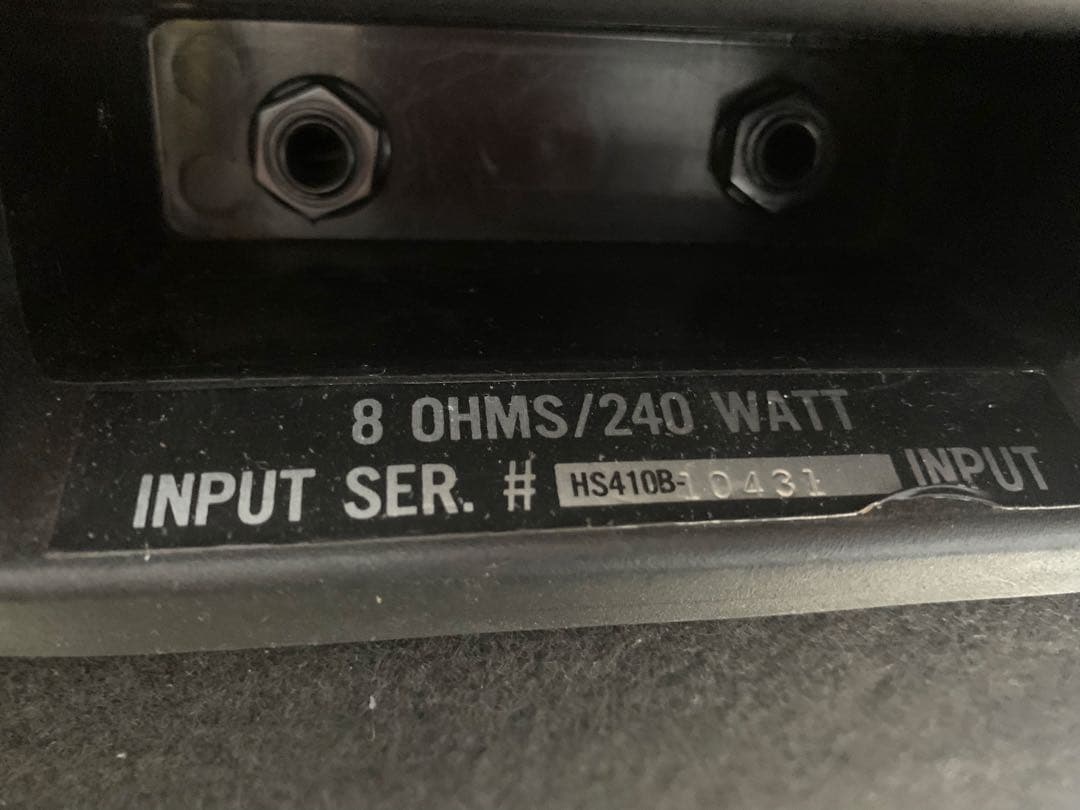 8 OHMS/240 WATT
INPUT SER. # HS410B-10431 INPUT